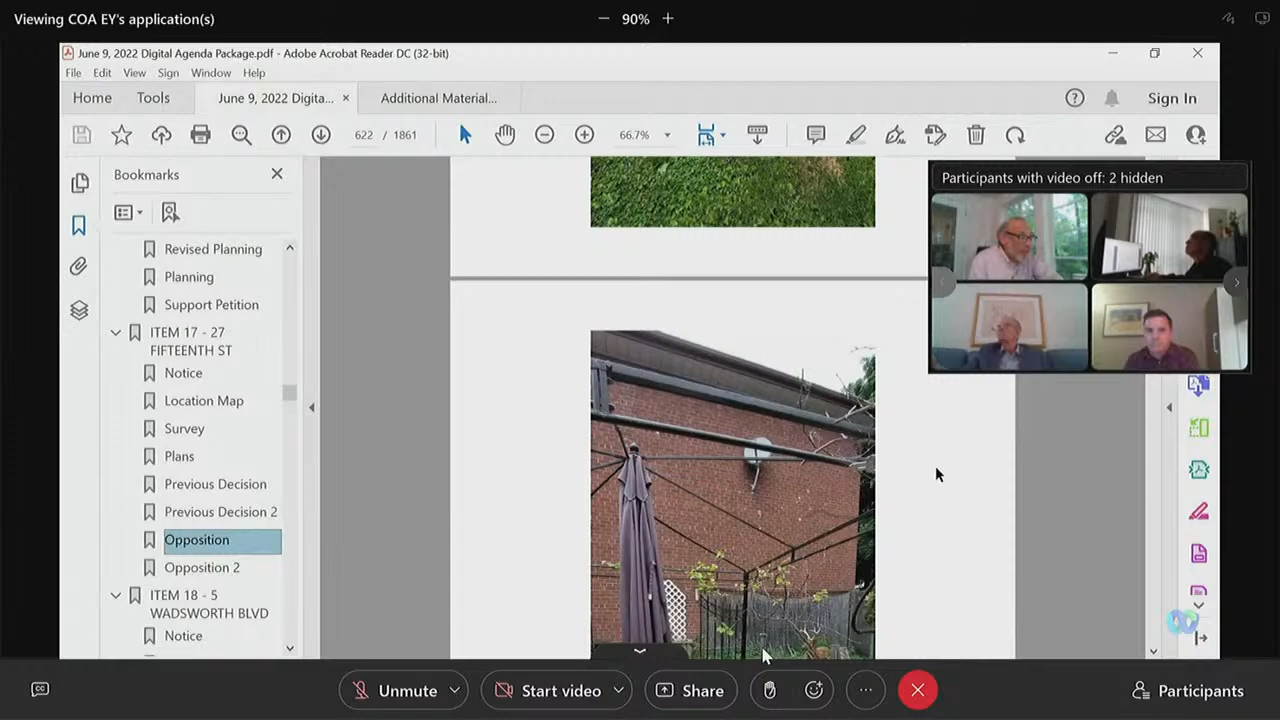 Viewing COA EY's application(s)
90%
June 9, 2022 Digital Agenda Package.pdf - Adobe Acrobat Reader DC (32-bit)
File Edit View Sign Window Help
Home Tools June 9, 2022 Digita... Additional Material... Sign In
622 / 1861 66.7%
Bookmarks
Participants with video off: 2 hidden
Revised Planning
Planning
Support Petition
ITEM 17 - 27
FIFTEENTH ST
Notice
Location Map
Survey
Plans
Previous Decision
Previous Decision 2
Opposition
Opposition 2
ITEM 18 - 5
WADSWORTH BLVD
Notice
Unmute Start video Share Participants